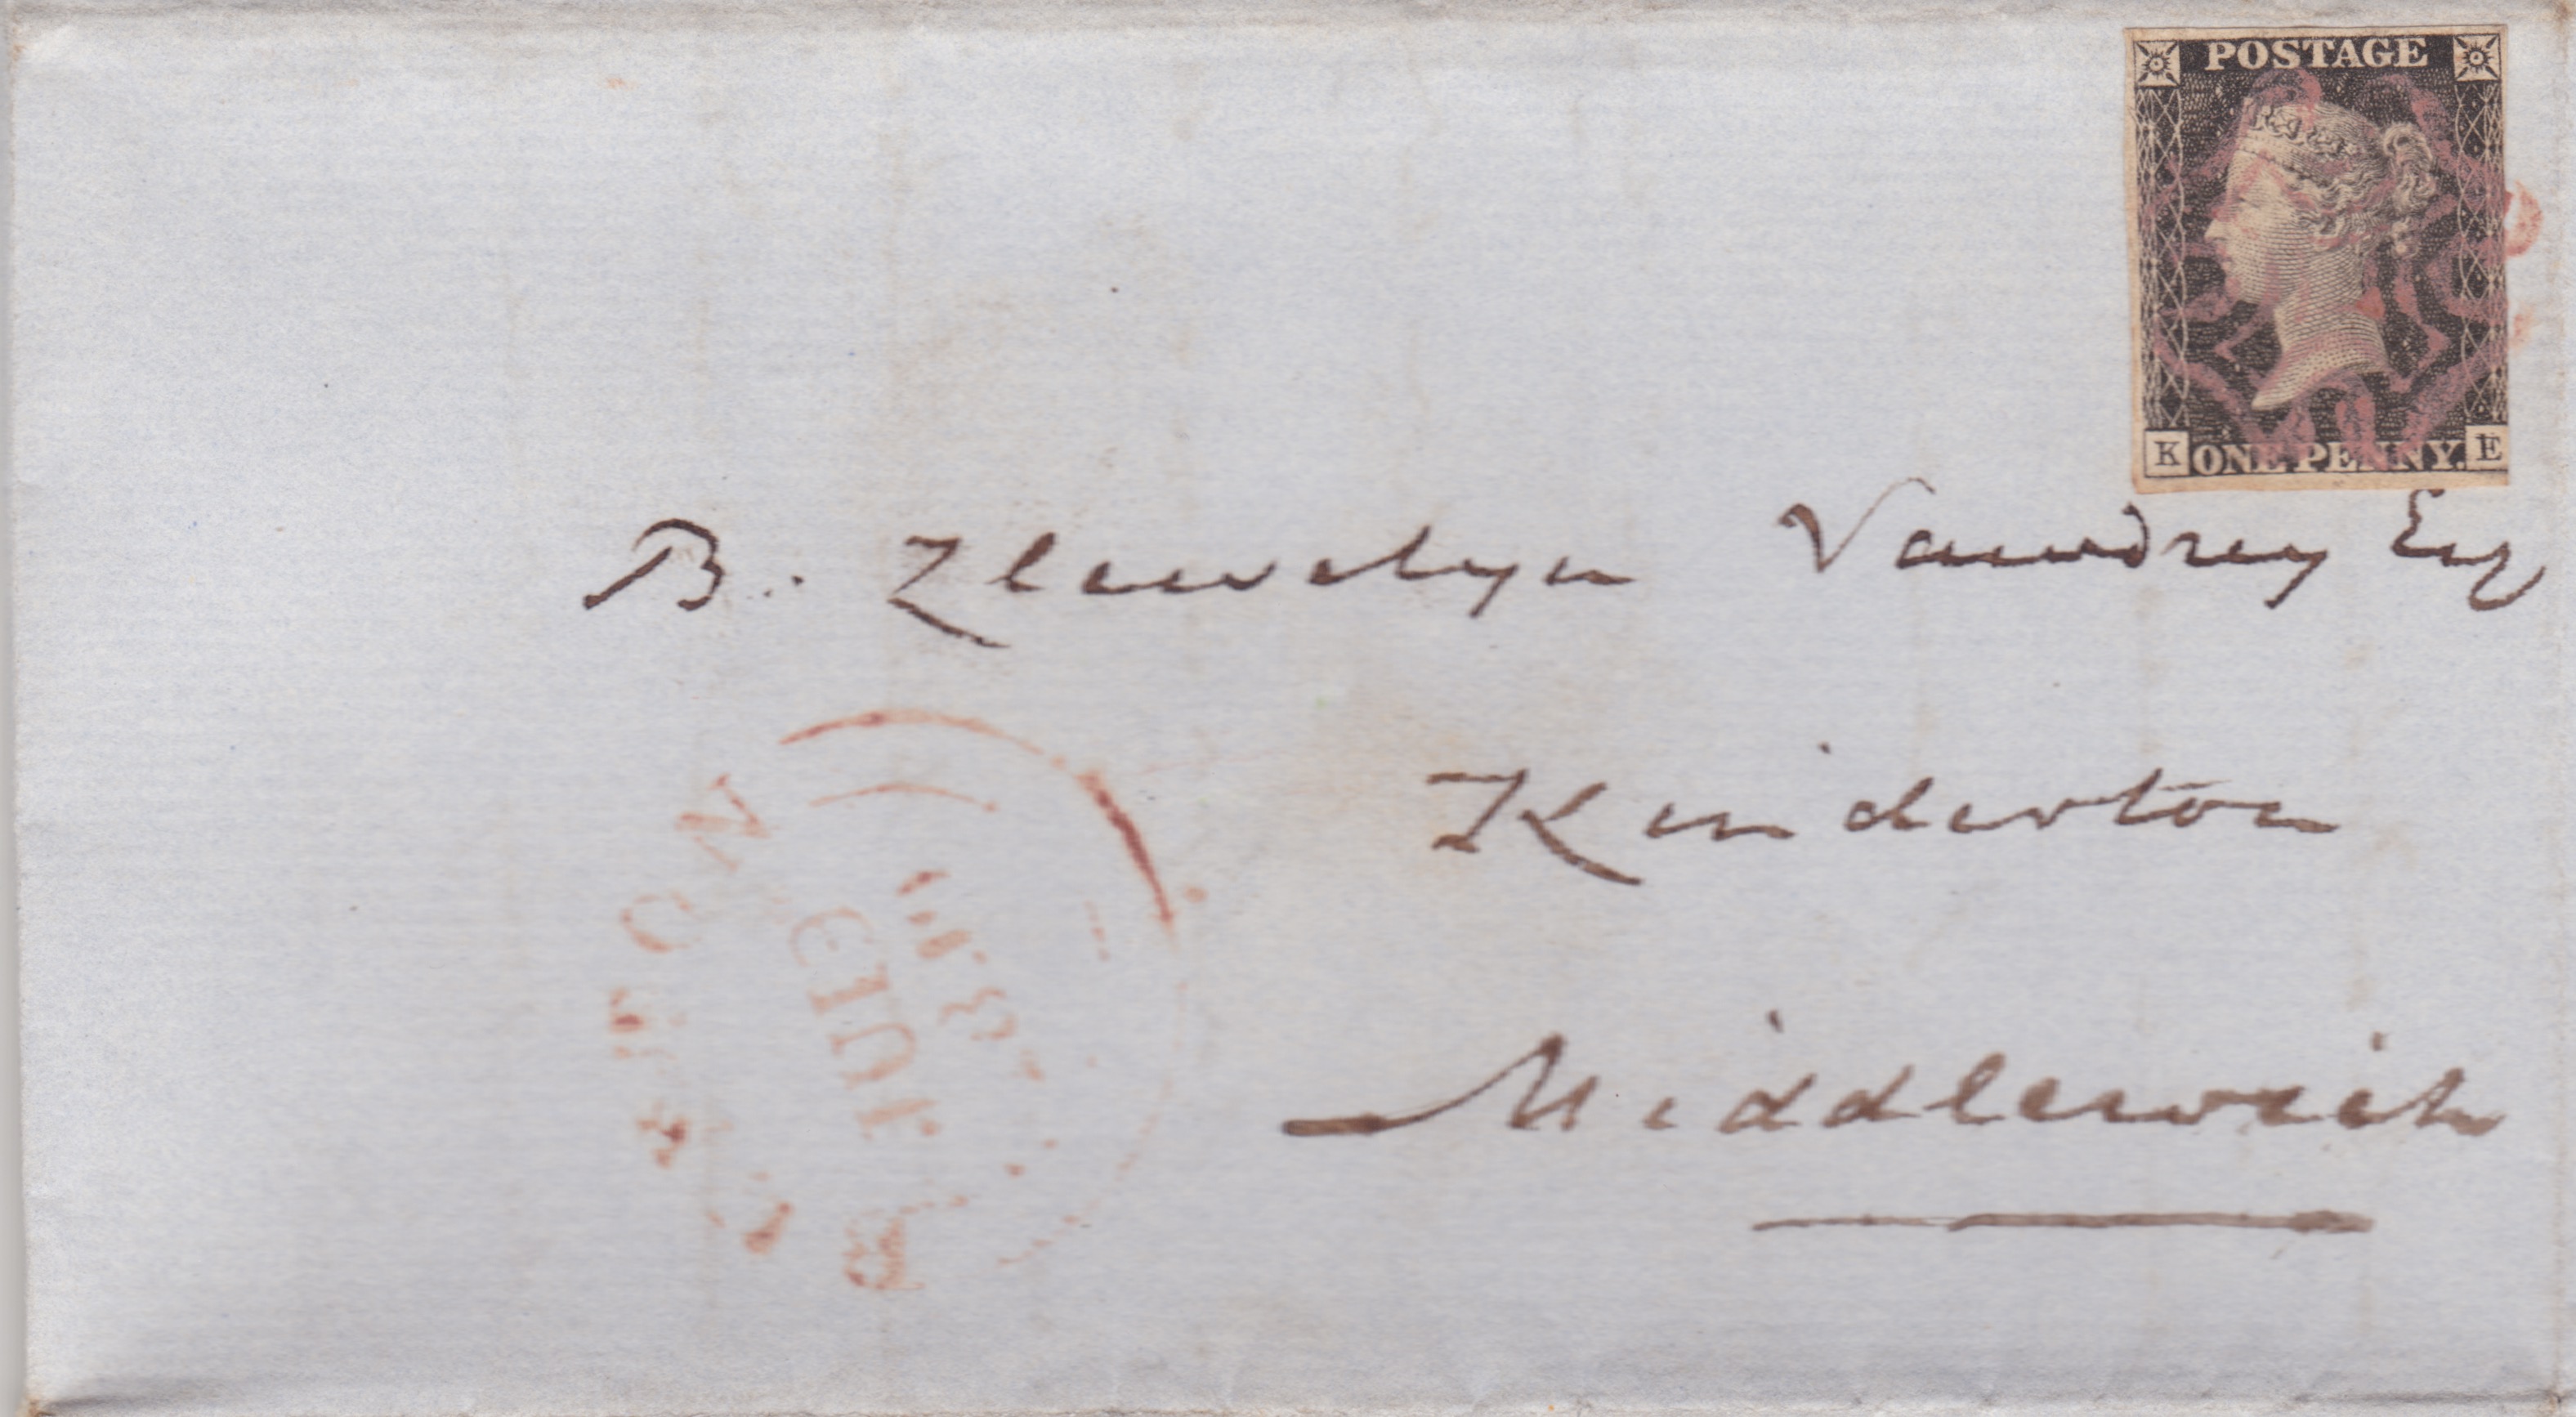 POSTAGE
K ONE PENNY. E
B. Llewelyn Vawdrey Esq
Kinderton
Middlewich